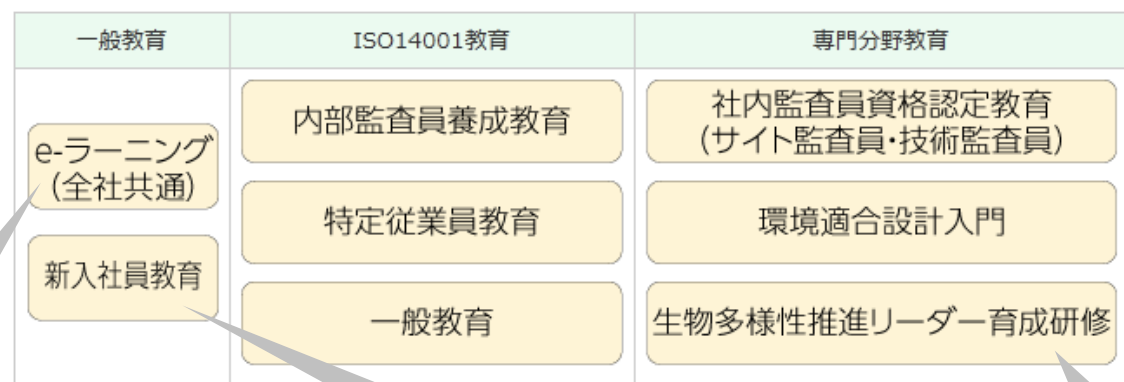 一般教育
ISO14001教育
専門分野教育
e-ラーニング
(全社共通)
新入社員教育
内部監査員養成教育
特定従業員教育
一般教育
社内監査員資格認定教育
(サイト監査員・技術監査員)
環境適合設計入門
生物多様性推進リーダー育成研修